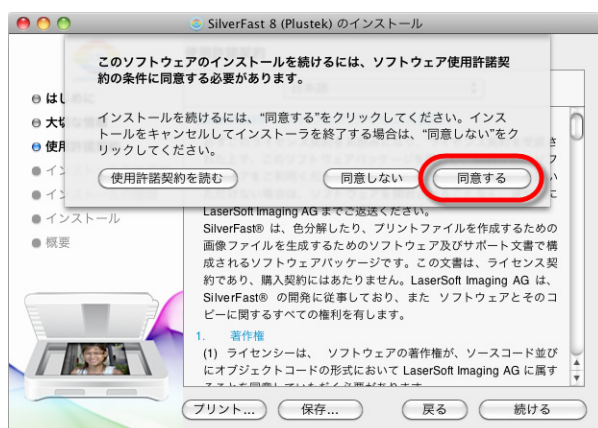 SilverFast 8 (Plustek) のインストール
このソフトウェアのインストールを続けるには、ソフトウェア使用許諾契
約の条件に同意する必要があります。
インストールを続けるには、“同意する”をクリックしてください。インス
トールをキャンセルしてインストーラを終了する場合は、“同意しない”をク
リックしてください。
使用許諾契約を読む
同意しない
同意する
はじ
大切
使用
イン
インス
インストール
概要
LaserSoft Imaging AG までご返送ください。
SilverFast® は、色分解したり、プリントファイルを作成するための
画像ファイルを生成するためのソフトウェア及びサポート文書で構
成されるソフトウェアパッケージです。この文書は、ライセンス契
約であり、購入契約にはあたりません。LaserSoft Imaging AG は、
SilverFast® の開発に従事しており、また ソフトウェアとそのコ
ピーに関するすべての権利を有します。
1. 著作権
(1) ライセンシーは、 ソフトウェアの著作権が、ソースコード並び
にオブジェクトコードの形式において LaserSoft Imaging AG に属す
プリント...
保存...
戻る
続ける